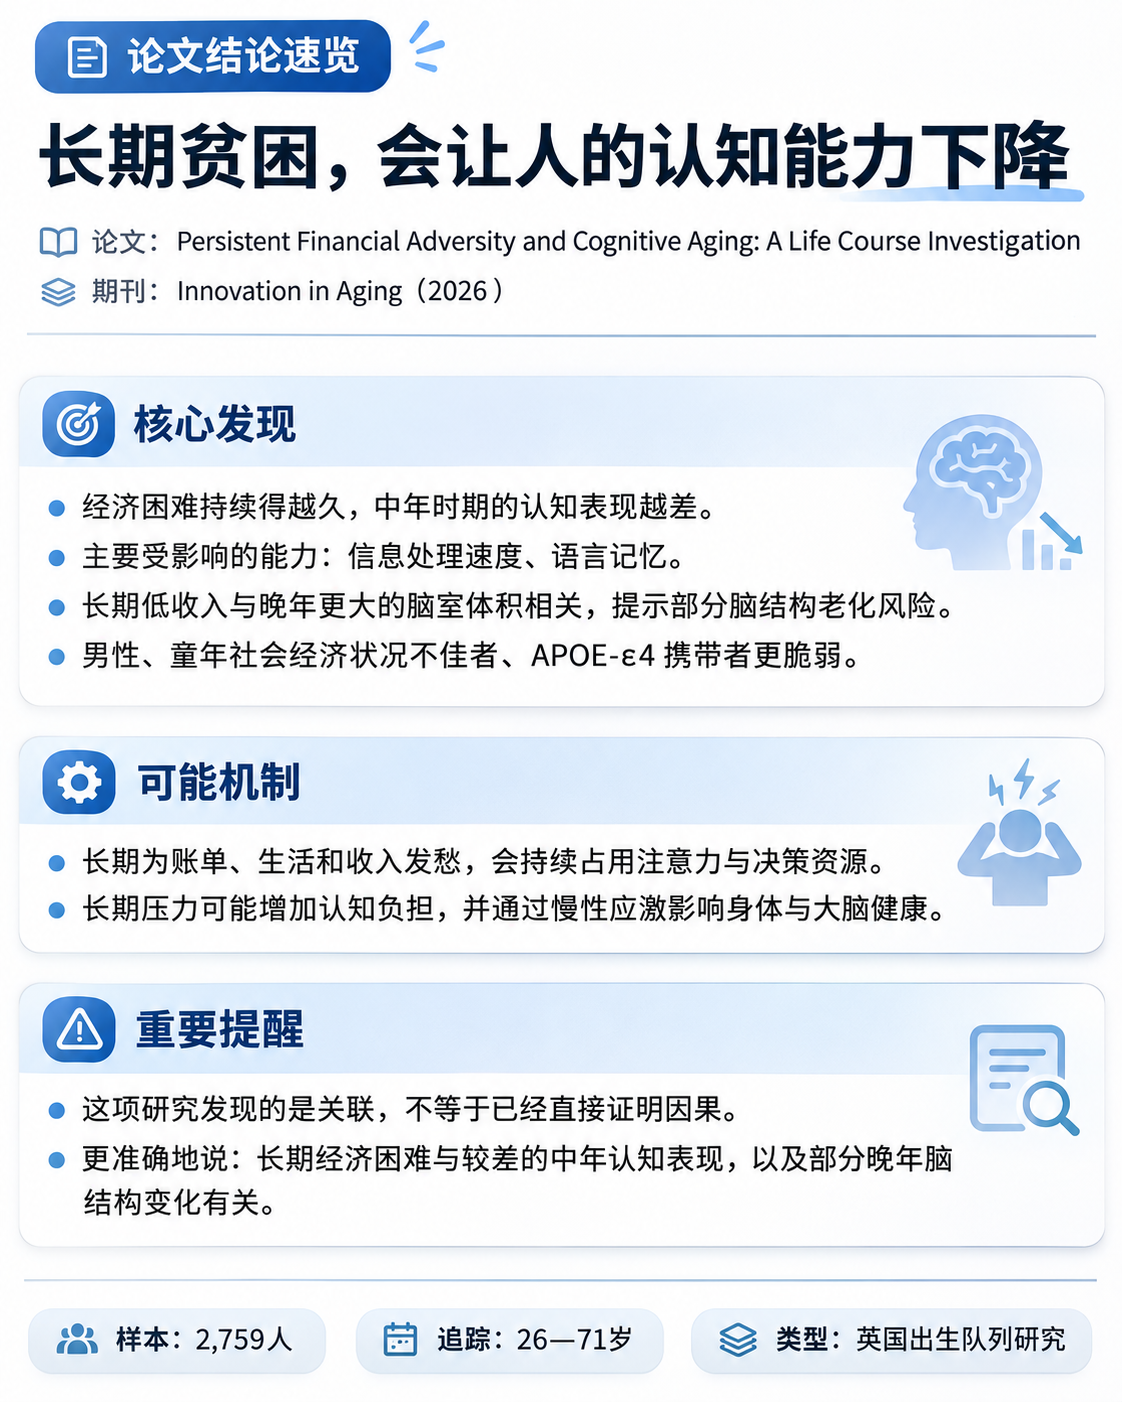 论文结论速览
长期贫困，会让人的认知能力下降
论文：Persistent Financial Adversity and Cognitive Aging: A Life Course Investigation
期刊：Innovation in Aging（2026）
核心发现
经济困难持续得越久，中年时期的认知表现越差。
主要受影响的能力：信息处理速度、语言记忆。
长期低收入与晚年更大的脑室体积相关，提示部分脑结构老化风险。
男性、童年社会经济状况不佳者、APOE-ε4 携带者更脆弱。
可能机制
长期为账单、生活和收入发愁，会持续占用注意力与决策资源。
长期压力可能增加认知负担，并通过慢性应激影响身体与大脑健康。
重要提醒
这项研究发现的是关联，不等于已经直接证明因果。
更准确地说：长期经济困难与较差的中年认知表现，以及部分晚年脑
结构变化有关。
样本：2,759人
追踪：26—71岁
类型：英国出生队列研究